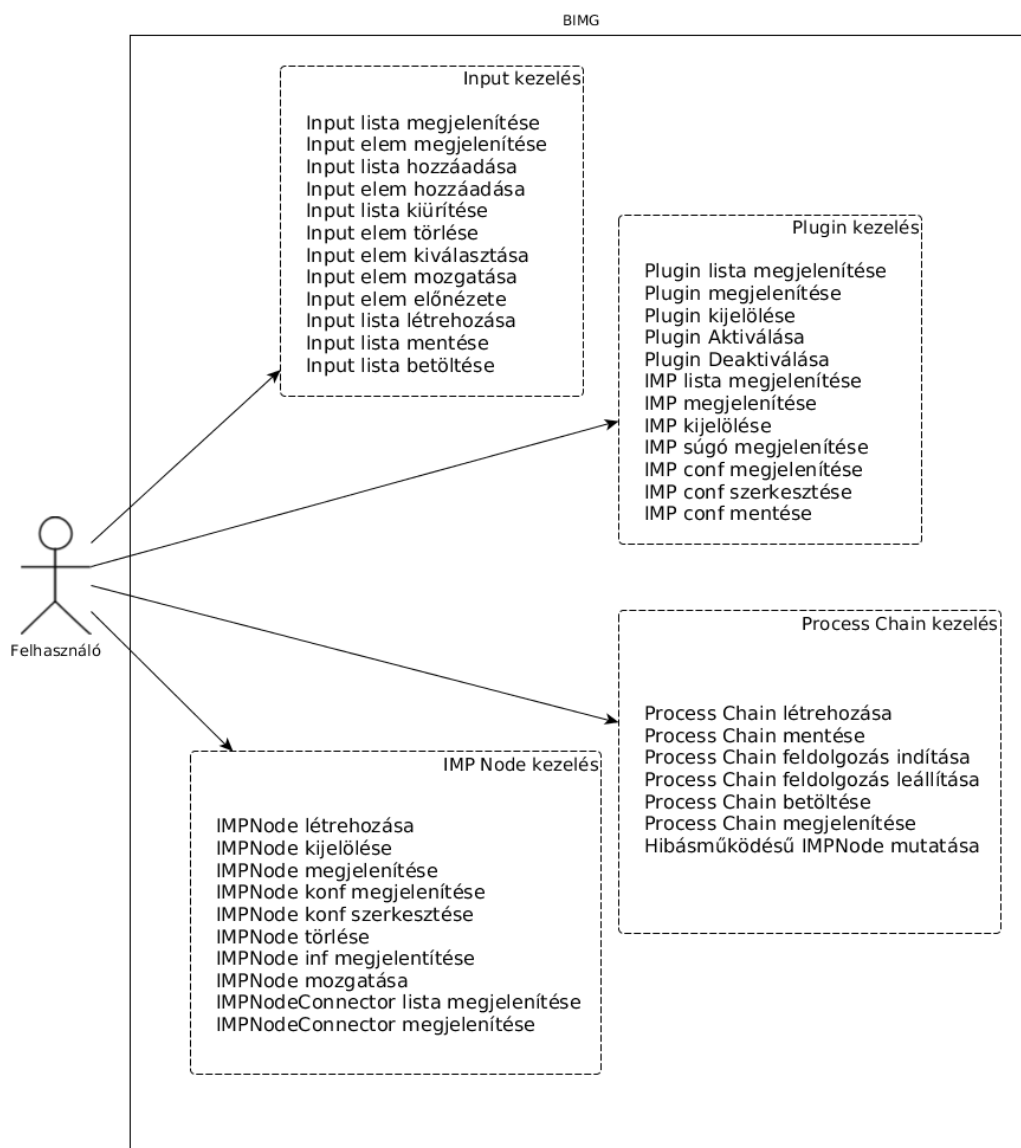 BIMG
Input kezelés
Input lista megjelenítése
Input elem megjelenítése
Input lista hozzáadása
Input elem hozzáadása
Input lista kiürítése
Input elem törlése
Input elem kiválasztása
Input elem mozgatása
Input elem előnézete
Input lista létrehozása
Input lista mentése
Input lista betöltése
Plugin kezelés
Plugin lista megjelenítése
Plugin megjelenítése
Plugin kijelölése
Plugin Aktiválása
Plugin Deaktiválása
IMP lista megjelenítése
IMP megjelenítése
IMP kijelölése
IMP súgó megjelenítése
IMP conf megjelenítése
IMP conf szerkesztése
IMP conf mentése
Felhasználó
Process Chain kezelés
Process Chain létrehozása
Process Chain mentése
Process Chain feldolgozás indítása
Process Chain feldolgozás leállítása
Process Chain betöltése
Process Chain megjelenítése
Hibásműködésű IMPNode mutatása
IMP Node kezelés
IMPNode létrehozása
IMPNode kijelölése
IMPNode megjelenítése
IMPNode konf megjelenítése
IMPNode konf szerkesztése
IMPNode törlése
IMPNode inf megjelentítése
IMPNode mozgatása
IMPNodeConnector lista megjelenítése
IMPNodeConnector megjelenítése